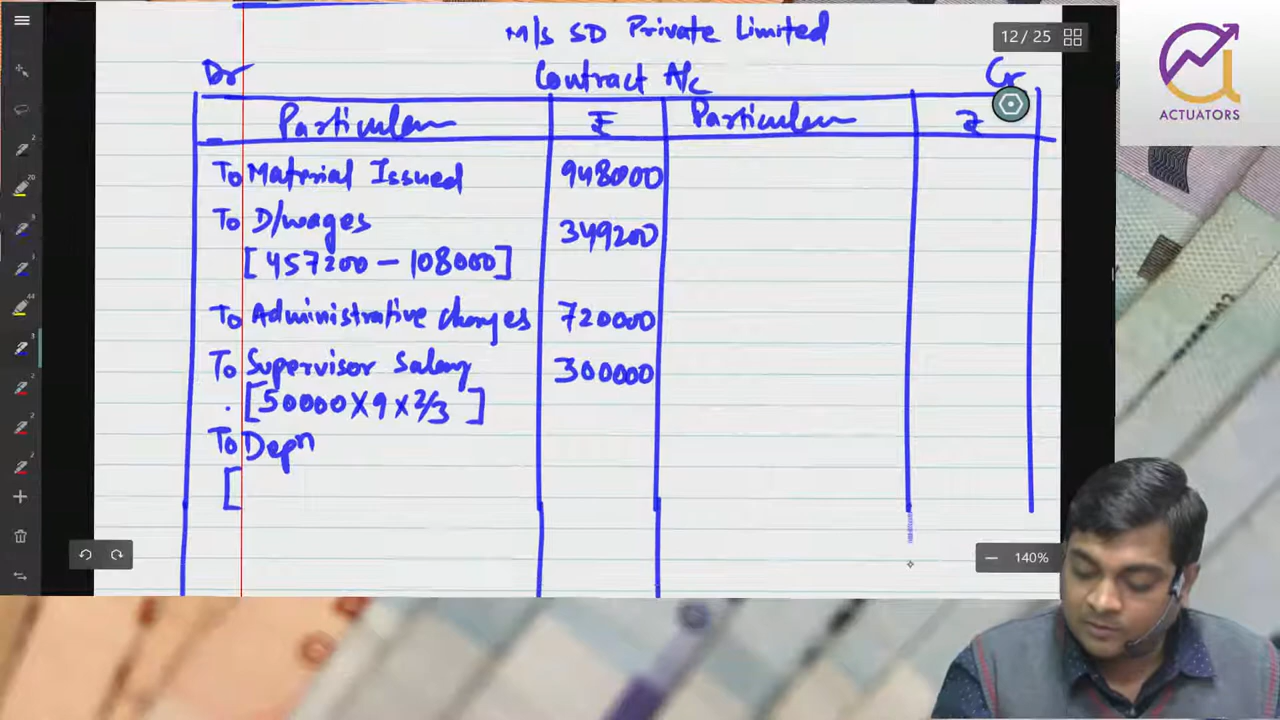 M/s SD Private Limited
12 / 25
Dr Contract A/c Cr
ACTUATORS
Particulars ₹ Particulars ₹
To Material Issued 948000
To D/wages 349200
[457200 - 108000]
To Administrative charges 720000
To Supervisor Salary 300000
[50000 X 9 X 2/3]
To Depn
[
140%